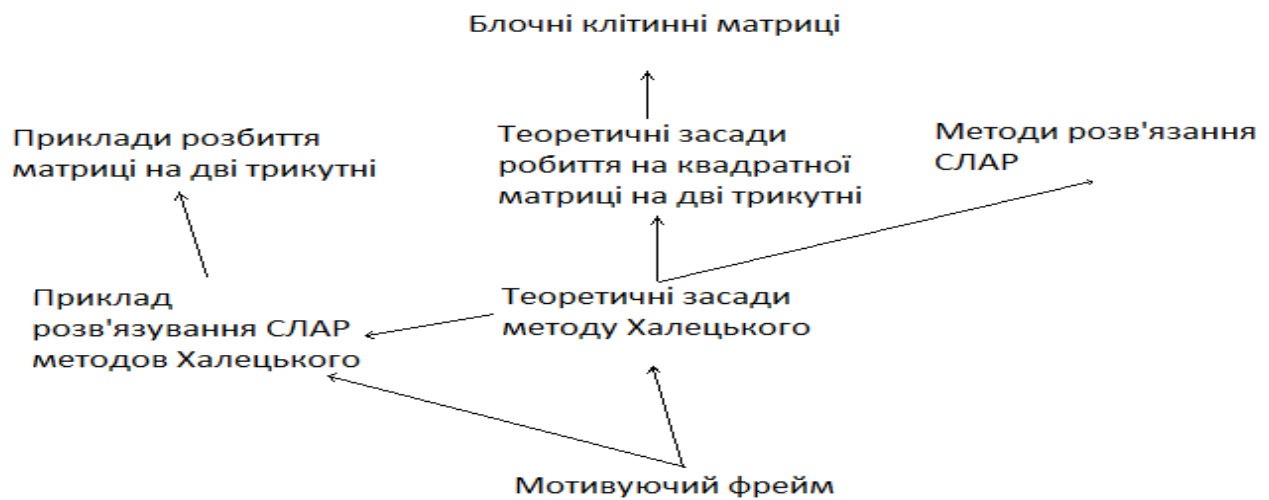 Блочні клітинні матриці
Приклади розбиття
матриці на дві трикутні
Теоретичні засади
робиття на квадратної
матриці на дві трикутні
Методи розв'язання
СЛАР
Приклад
розв'язування СЛАР
методов Халецького
Теоретичні засади
методу Халецького
Мотивуючий фрейм